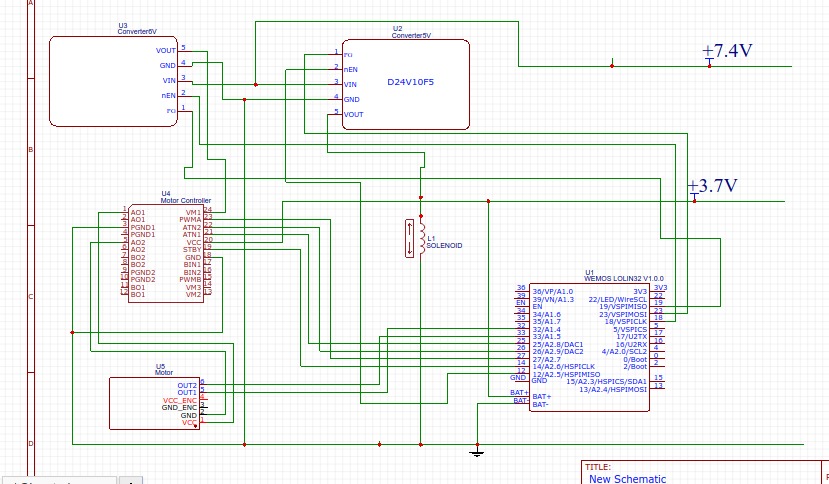 A
U3
Converter6V
VOUT 5
GND 4
VIN 3
nEN 2
PG 1
U2
Converter5V
1 PG
2 nEN
3 VIN
4 GND
5 VOUT
D24V10F5
+7.4V
B
+3.7V
U4
Motor Controller
1 AO1 VM1 24
2 AO1 PWMA 23
3 PGND1 ATN2 22
4 PGND1 ATN1 21
5 AO2 VCC 20
6 AO2 STBY 19
7 BO2 GND 18
8 BO2 BIN1 17
9 PGND2 BIN2 16
10 PGND2 PWMB 15
11 BO1 VM3 14
12 BO1 VM2 13
L1
SOLENOID
C
U1
WEMOS LOLIN32 V1.0.0
36 36/VP/A1.0 3V3 3V3
39 39/VN/A1.3 22/LED/WireSCL 22
EN EN 19/VSPIMISO 19
34 34/A1.6 23/VSPIMOSI 23
35 35/A1.7 18/VSPICLK 18
32 32/A1.4 5/VSPICS 5
33 33/A1.5 17/U2TX 17
25 25/A2.8/DAC1 16/U2RX 16
26 26/A2.9/DAC2 4/A2.0/SCL2 4
27 27/A2.7 0/Boot 0
14 14/A2.6/HSPICLK 2/Boot 2
12 12/A2.5/HSPIMISO
GND GND 15/A2.3/HSPICS/SDA1 15
13/A2.4/HSPIMOSI 13
BAT+ BAT+
BAT- BAT-
U5
Motor
OUT2 6
OUT1 5
VCC_ENC 4
GND_ENC 3
GND 2
VCC 1
D
TITLE:
New Schematic